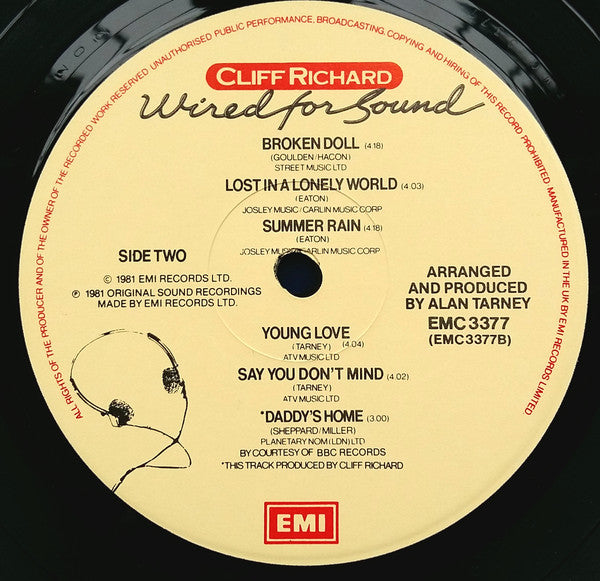 ALL RIGHTS OF THE PRODUCER AND OF THE OWNER OF THE RECORDED WORK RESERVED. UNAUTHORISED PUBLIC PERFORMANCE, BROADCASTING, COPYING AND HIRING OF THIS RECORD PROHIBITED. MANUFACTURED IN THE UK BY EMI RECORDS LIMITED
CLIFF RICHARD
Wired for Sound
BROKEN DOLL (4.18)
(GOULDEN/HACON)
STREET MUSIC LTD
LOST IN A LONELY WORLD (4.03)
(EATON)
JOSLEY MUSIC/CARLIN MUSIC CORP
SUMMER RAIN (4.18)
(EATON)
JOSLEY MUSIC/CARLIN MUSIC CORP
SIDE TWO
© 1981 EMI RECORDS LTD.
℗ 1981 ORIGINAL SOUND RECORDINGS
MADE BY EMI RECORDS LTD.
ARRANGED
AND PRODUCED
BY ALAN TARNEY
EMC 3377
(EMC3377B)
YOUNG LOVE
(TARNEY) (4.04)
ATV MUSIC LTD
SAY YOU DON'T MIND (4.02)
(TARNEY)
ATV MUSIC LTD
*DADDY'S HOME (3.00)
(SHEPPARD/MILLER)
PLANETARY NOM (LDN) LTD
BY COURTESY OF BBC RECORDS
*THIS TRACK PRODUCED BY CLIFF RICHARD
EMI